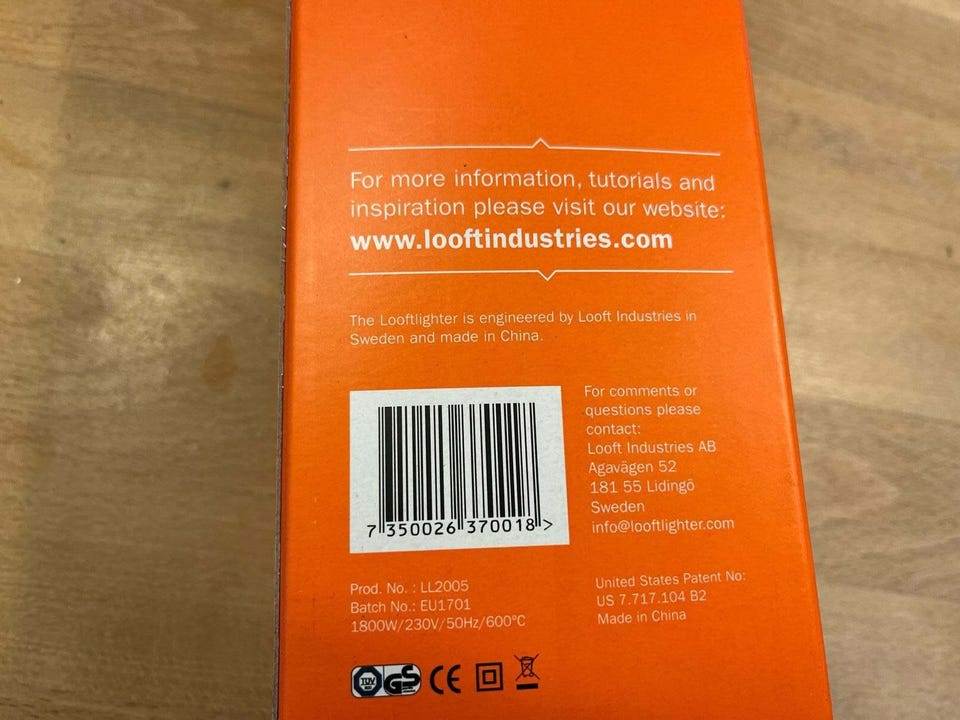 For more information, tutorials and
inspiration please visit our website:
www.looftindustries.com
The Looftlighter is engineered by Looft Industries in
Sweden and made in China.
7 350026 370018 >
For comments or
questions please
contact:
Looft Industries AB
Agavägen 52
181 55 Lidingö
Sweden
info@looftlighter.com
Prod. No. : LL2005
Batch No.: EU1701
1800W/230V/50Hz/600°C
United States Patent No:
US 7.717.104 B2
Made in China
TÜV GS CE